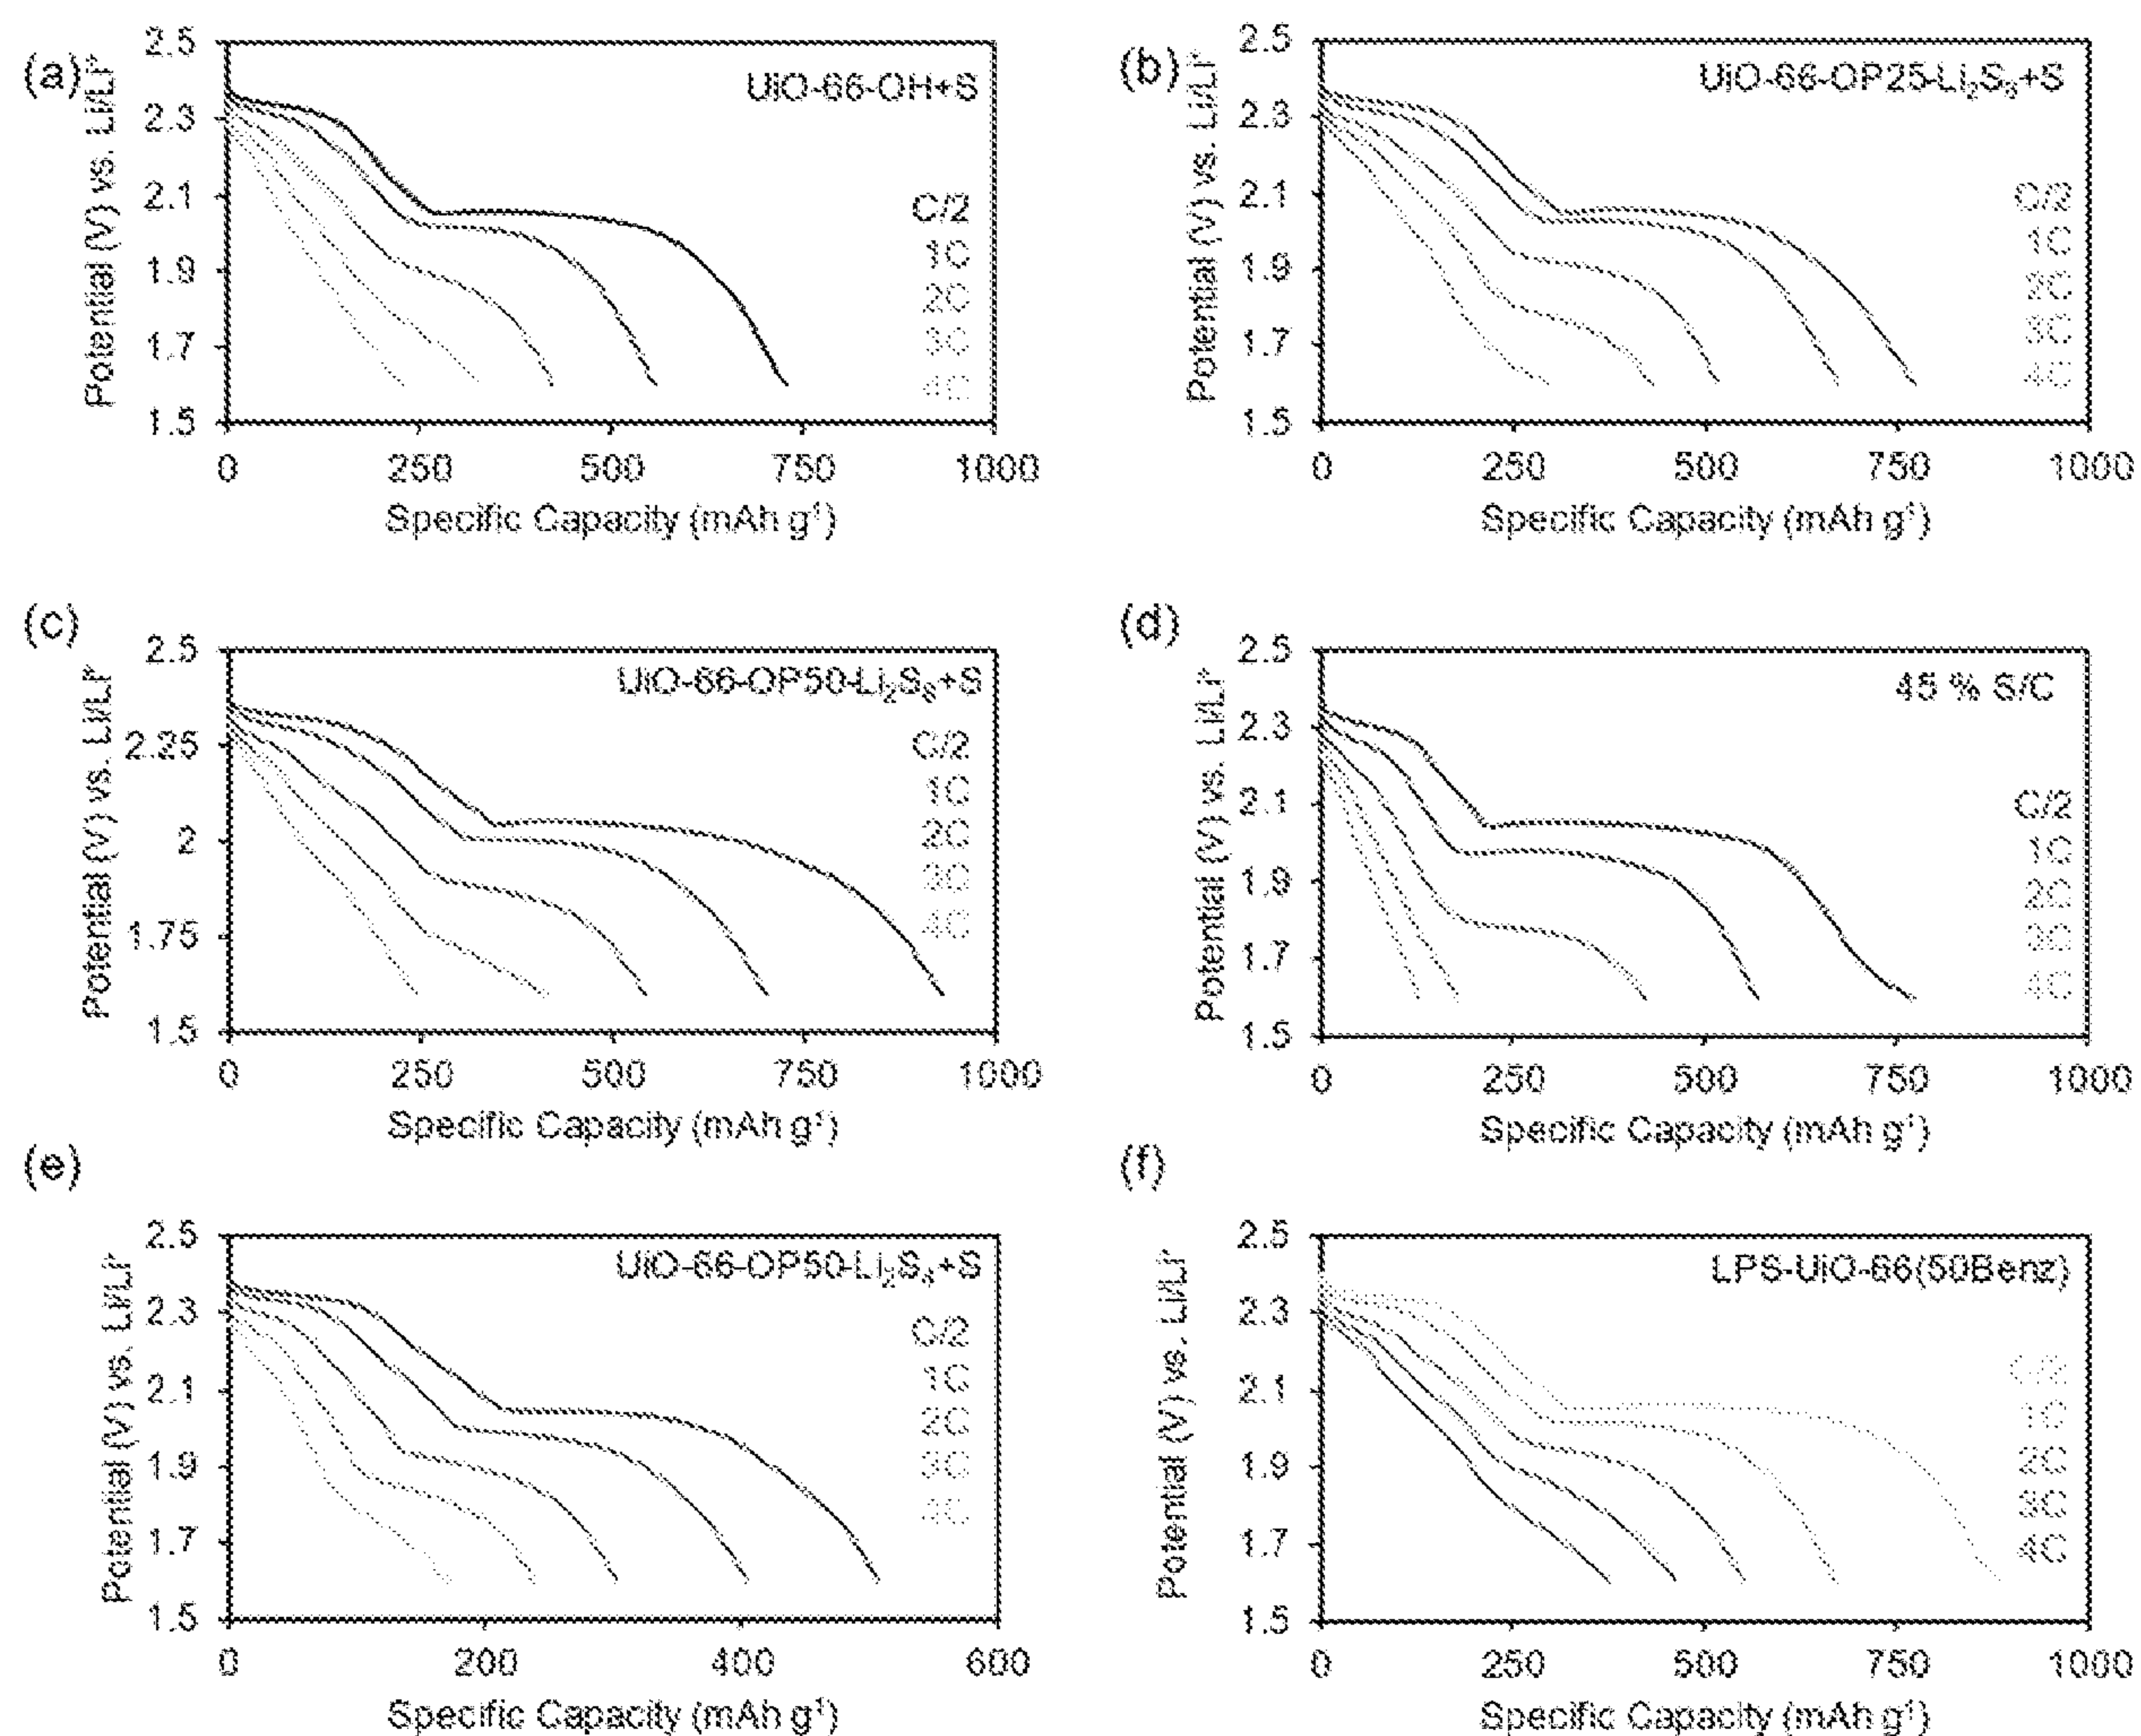 (a)
2.5
2.3
2.1
1.9
1.7
1.5
Potential (V) vs. Li/Li⁺
UiO-66-OH+S
C/2
1C
2C
3C
4C
0 250 500 750 1000
Specific Capacity (mAh g¹)
(b)
2.5
2.3
2.1
1.9
1.7
1.5
Potential (V) vs. Li/Li⁺
UiO-66-OP25-Li₂S₈+S
C/2
1C
2C
3C
4C
0 250 500 750 1000
Specific Capacity (mAh g¹)
(c)
2.5
2.25
2
1.75
1.5
Potential (V) vs. Li/Li⁺
UiO-66-OP50-Li₂S₈+S
C/2
1C
2C
3C
4C
0 250 500 750 1000
Specific Capacity (mAh g¹)
(d)
2.5
2.3
2.1
1.9
1.7
1.5
Potential (V) vs. Li/Li⁺
45 % S/C
C/2
1C
2C
3C
4C
0 250 500 750 1000
Specific Capacity (mAh g¹)
(e)
2.5
2.3
2.1
1.9
1.7
1.5
Potential (V) vs. Li/Li⁺
UiO-66-OP50-Li₂S₄+S
C/2
1C
2C
3C
4C
0 200 400 600
Specific Capacity (mAh g¹)
(f)
2.5
2.3
2.1
1.9
1.7
1.5
Potential (V) vs. Li/Li⁺
LPS-UiO-66(50Benz)
C/2
1C
2C
3C
4C
0 250 500 750 1000
Specific Capacity (mAh g¹)